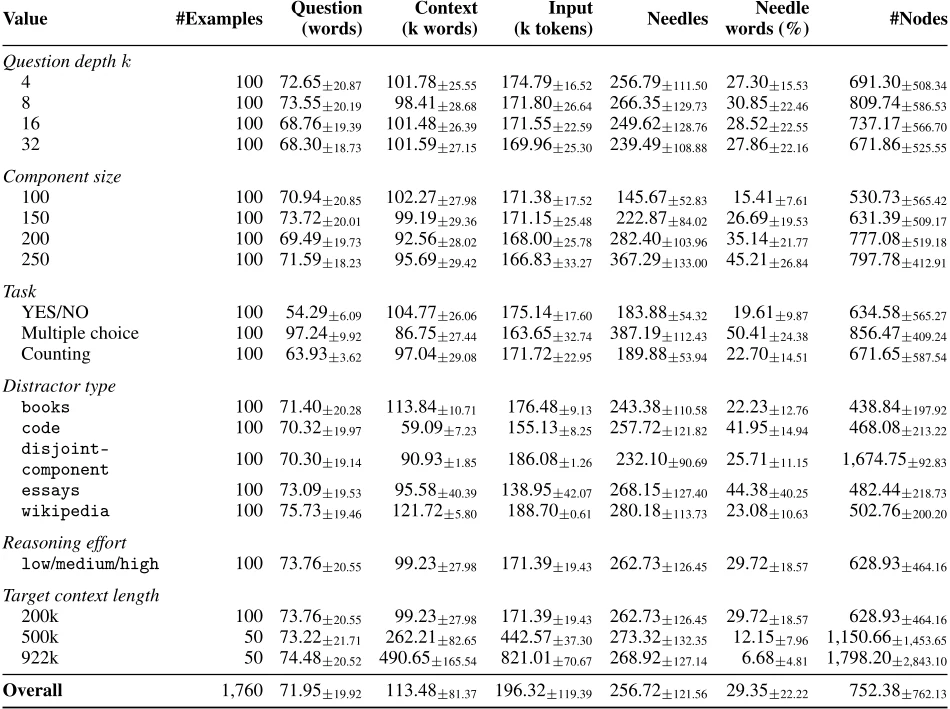 Value #Examples Question (words) Context (k words) Input (k tokens) Needles Needle words (%) #Nodes
Question depth k
4 100 72.65±20.87 101.78±25.55 174.79±16.52 256.79±111.50 27.30±15.53 691.30±508.34
8 100 73.55±20.19 98.41±28.68 171.80±26.64 266.35±129.73 30.85±22.46 809.74±586.53
16 100 68.76±19.39 101.48±26.39 171.55±22.59 249.62±128.76 28.52±22.55 737.17±566.70
32 100 68.30±18.73 101.59±27.15 169.96±25.30 239.49±108.88 27.86±22.16 671.86±525.55
Component size
100 100 70.94±20.85 102.27±27.98 171.38±17.52 145.67±52.83 15.41±7.61 530.73±565.42
150 100 73.72±20.01 99.19±29.36 171.15±25.48 222.87±84.02 26.69±19.53 631.39±509.17
200 100 69.49±19.73 92.56±28.02 168.00±25.78 282.40±103.96 35.14±21.77 777.08±519.18
250 100 71.59±18.23 95.69±29.42 166.83±33.27 367.29±133.00 45.21±26.84 797.78±412.91
Task
YES/NO 100 54.29±6.09 104.77±26.06 175.14±17.60 183.88±54.32 19.61±9.87 634.58±565.27
Multiple choice 100 97.24±9.92 86.75±27.44 163.65±32.74 387.19±112.43 50.41±24.38 856.47±409.24
Counting 100 63.93±3.62 97.04±29.08 171.72±22.95 189.88±53.94 22.70±14.51 671.65±587.54
Distractor type
books 100 71.40±20.28 113.84±10.71 176.48±9.13 243.38±110.58 22.23±12.76 438.84±197.92
code 100 70.32±19.97 59.09±7.23 155.13±8.25 257.72±121.82 41.95±14.94 468.08±213.22
disjoint-
component 100 70.30±19.14 90.93±1.85 186.08±1.26 232.10±90.69 25.71±11.15 1,674.75±92.83
essays 100 73.09±19.53 95.58±40.39 138.95±42.07 268.15±127.40 44.38±40.25 482.44±218.73
wikipedia 100 75.73±19.46 121.72±5.80 188.70±0.61 280.18±113.73 23.08±10.63 502.76±200.20
Reasoning effort
low/medium/high 100 73.76±20.55 99.23±27.98 171.39±19.43 262.73±126.45 29.72±18.57 628.93±464.16
Target context length
200k 100 73.76±20.55 99.23±27.98 171.39±19.43 262.73±126.45 29.72±18.57 628.93±464.16
500k 50 73.22±21.71 262.21±82.65 442.57±37.30 273.32±132.35 12.15±7.96 1,150.66±1,453.65
922k 50 74.48±20.52 490.65±165.54 821.01±70.67 268.92±127.14 6.68±4.81 1,798.20±2,843.10
Overall 1,760 71.95±19.92 113.48±81.37 196.32±119.39 256.72±121.56 29.35±22.22 752.38±762.13